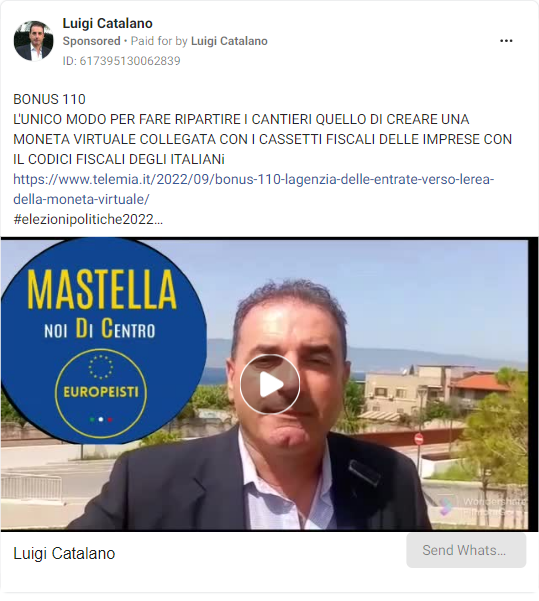 Luigi Catalano
Sponsored • Paid for by Luigi Catalano
ID: 617395130062839
BONUS 110
L'UNICO MODO PER FARE RIPARTIRE I CANTIERI QUELLO DI CREARE UNA
MONETA VIRTUALE COLLEGATA CON I CASSETTI FISCALI DELLE IMPRESE CON
IL CODICI FISCALI DEGLI ITALIANi
https://www.telemia.it/2022/09/bonus-110-lagenzia-delle-entrate-verso-lerea-
della-moneta-virtuale/
#elezionipolitiche2022...
MASTELLA
NOI DI CENTRO
EUROPEISTI
Wondershare
Luigi Catalano
Send Whats...